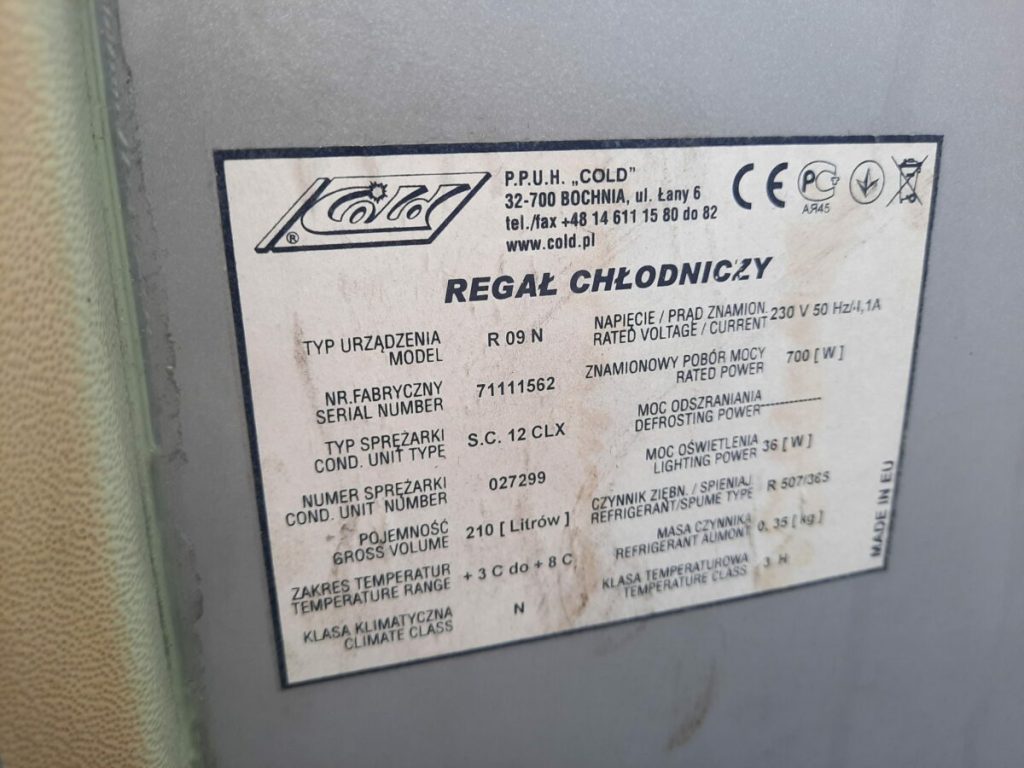 Cold
®
P.P.U.H. „COLD"
32-700 BOCHNIA, ul. Łany 6
tel./fax +48 14 611 15 80 do 82
www.cold.pl
CE
РС
АЯ45
REGAŁ CHŁODNICZY
TYP URZĄDZENIA
MODEL
R 09 N
NR.FABRYCZNY
SERIAL NUMBER
71111562
TYP SPRĘŻARKI
COND. UNIT TYPE
S.C. 12 CLX
NUMER SPRĘŻARKI
COND. UNIT NUMBER
027299
POJEMNOŚĆ
GROSS VOLUME
210 [ Litrów ]
ZAKRES TEMPERATUR
TEMPERATURE RANGE
+ 3 C do + 8 C
KLASA KLIMATYCZNA
CLIMATE CLASS
N
NAPIĘCIE / PRĄD ZNAMION.
RATED VOLTAGE / CURRENT
230 V 50 Hz/4,1A
ZNAMIONOWY POBÓR MOCY
RATED POWER
700 [ W ]
MOC ODSZRANIANIA
DEFROSTING POWER
MOC OŚWIETLENIA
LIGHTING POWER
36 [ W ]
CZYNNIK ZIĘBN. / SPIENIAJ
REFRIGERANT/SPUME TYPE
R 507/365
MASA CZYNNIKA
REFRIGERANT AUMONT
0, 35 [ kg ]
KLASA TEMPERATUROWA
TEMPERATURE CLASS
3 H
MADE IN EU